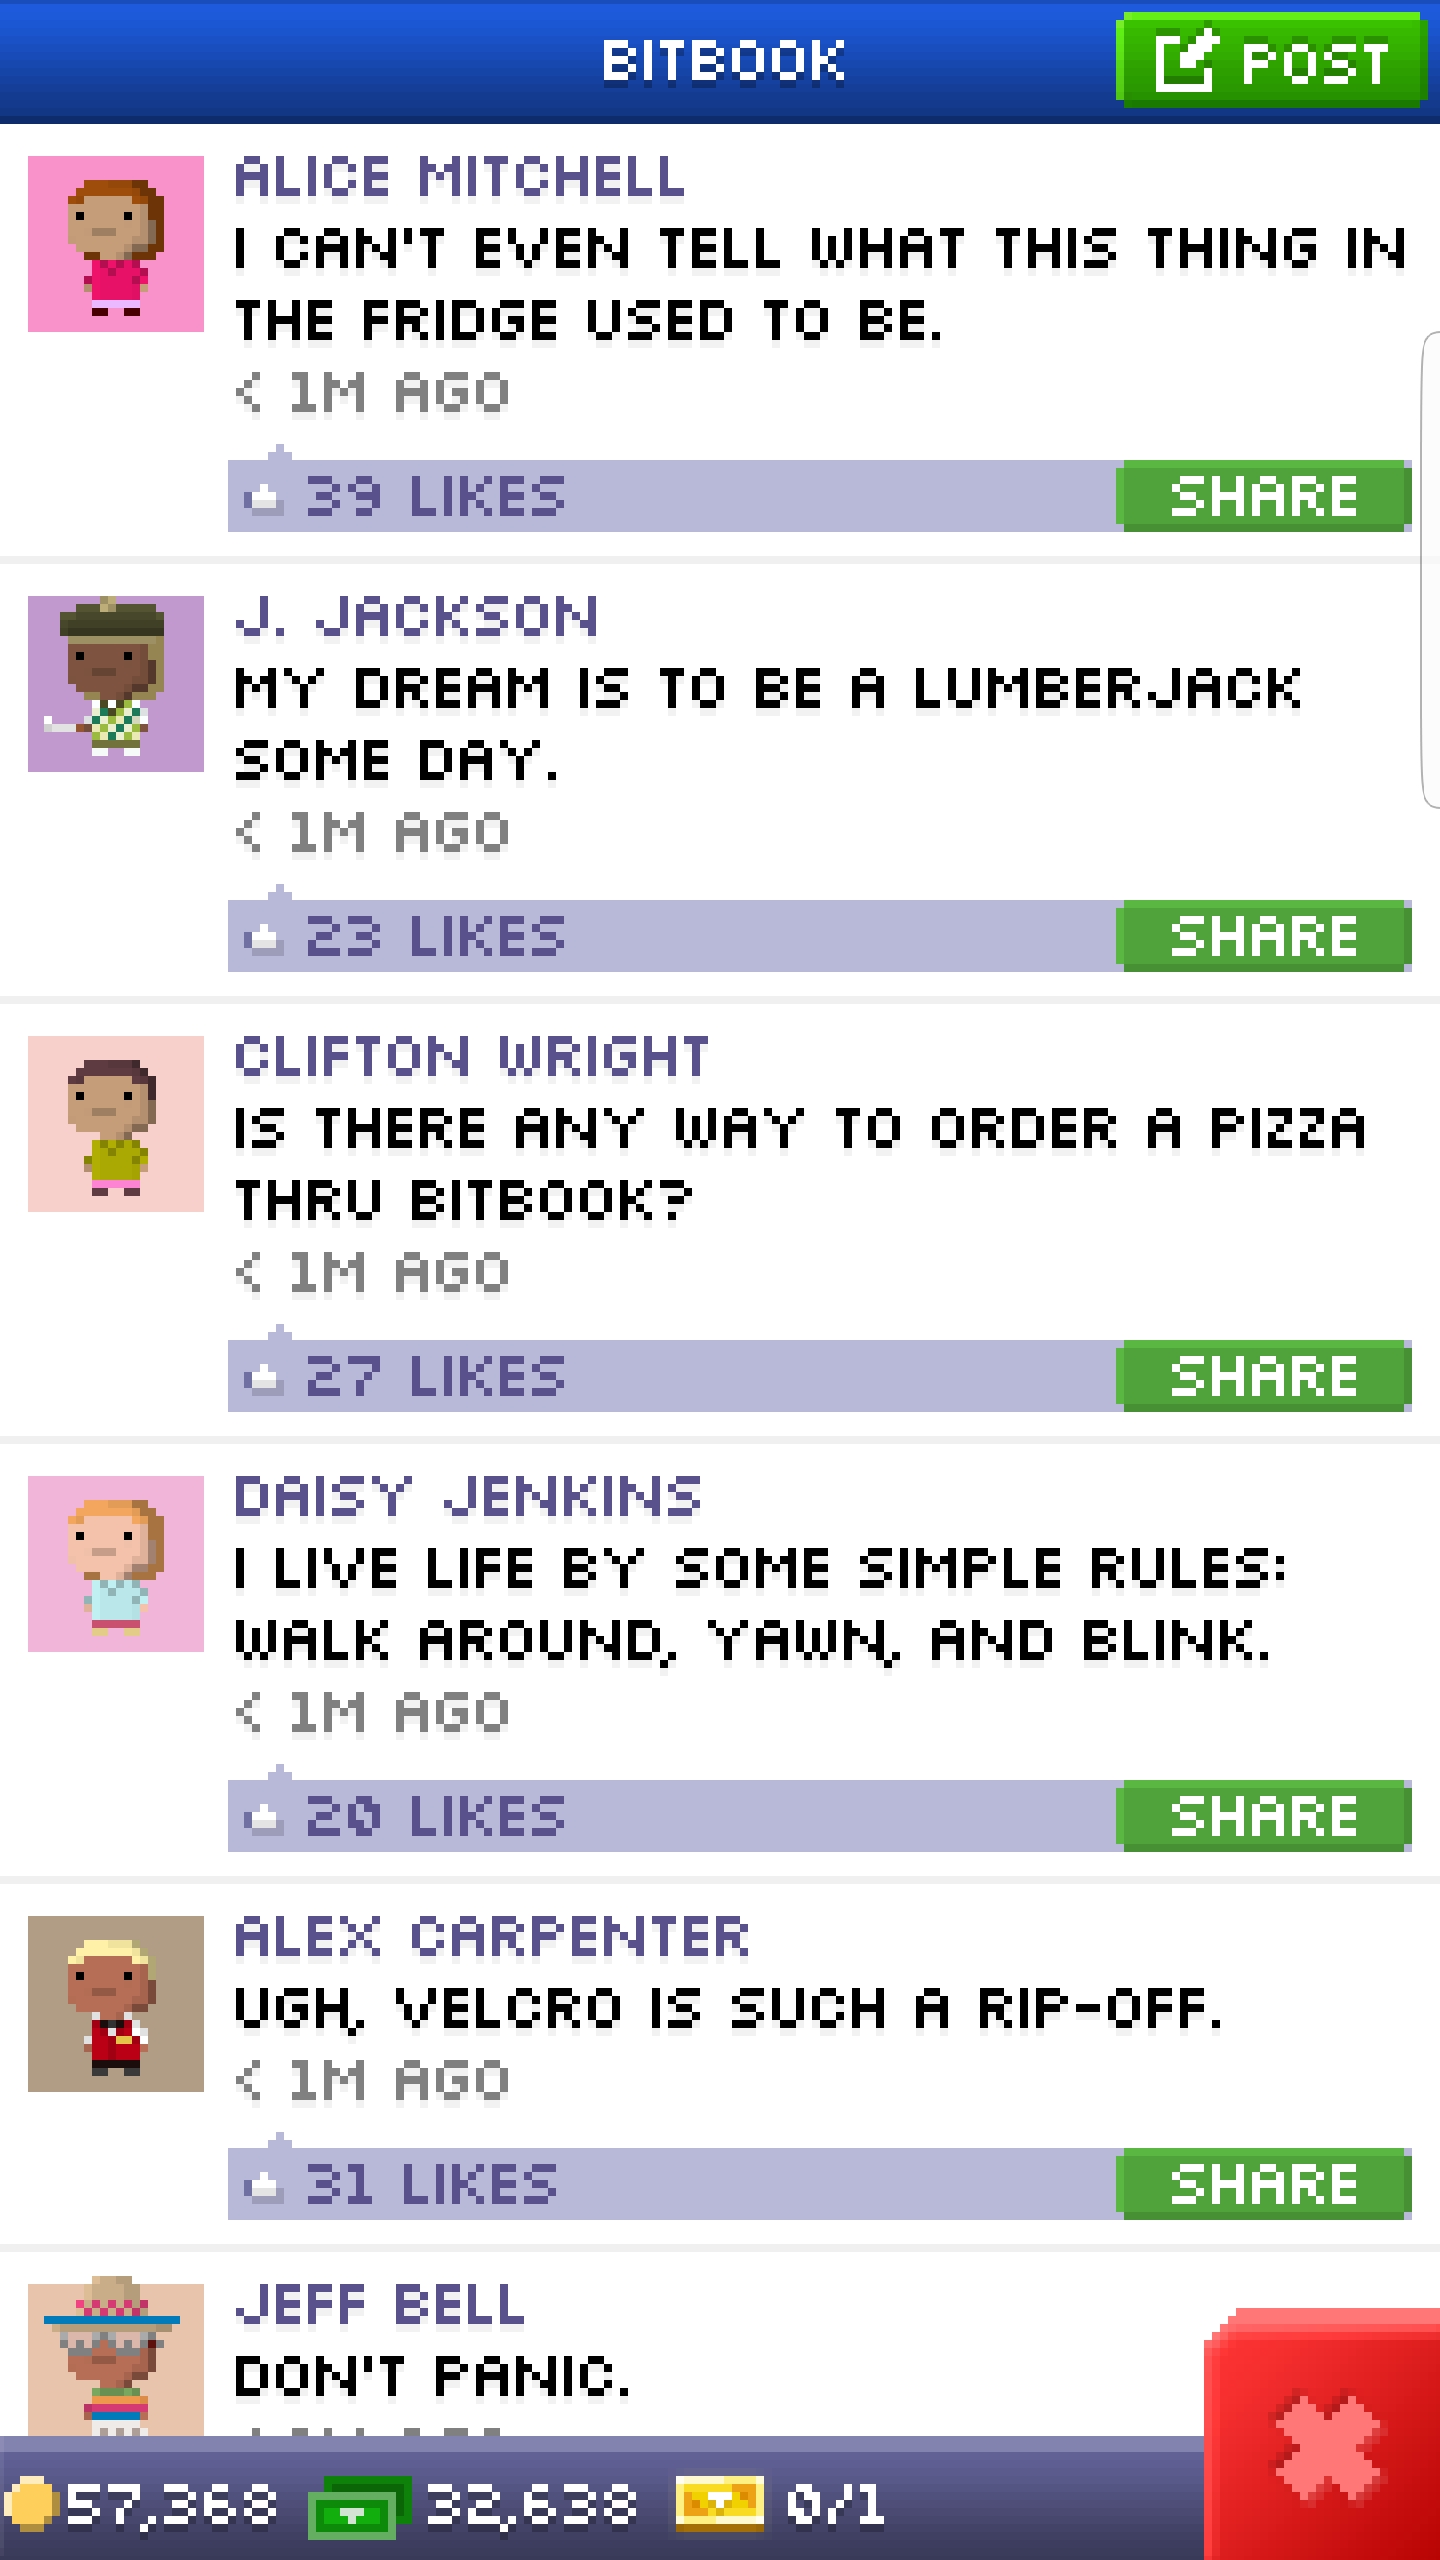 BITBOOK
POST
ALICE MITCHELL
I CAN'T EVEN TELL WHAT THIS THING IN
THE FRIDGE USED TO BE.
< 1M AGO
39 LIKES
SHARE
J. JACKSON
MY DREAM IS TO BE A LUMBERJACK
SOME DAY.
< 1M AGO
23 LIKES
SHARE
CLIFTON WRIGHT
IS THERE ANY WAY TO ORDER A PIZZA
THRU BITBOOK?
< 1M AGO
27 LIKES
SHARE
DAISY JENKINS
I LIVE LIFE BY SOME SIMPLE RULES:
WALK AROUND, YAWN, AND BLINK.
< 1M AGO
20 LIKES
SHARE
ALEX CARPENTER
UGH, VELCRO IS SUCH A RIP-OFF.
< 1M AGO
31 LIKES
SHARE
JEFF BELL
DON'T PANIC.
57,368
32,638
0/1